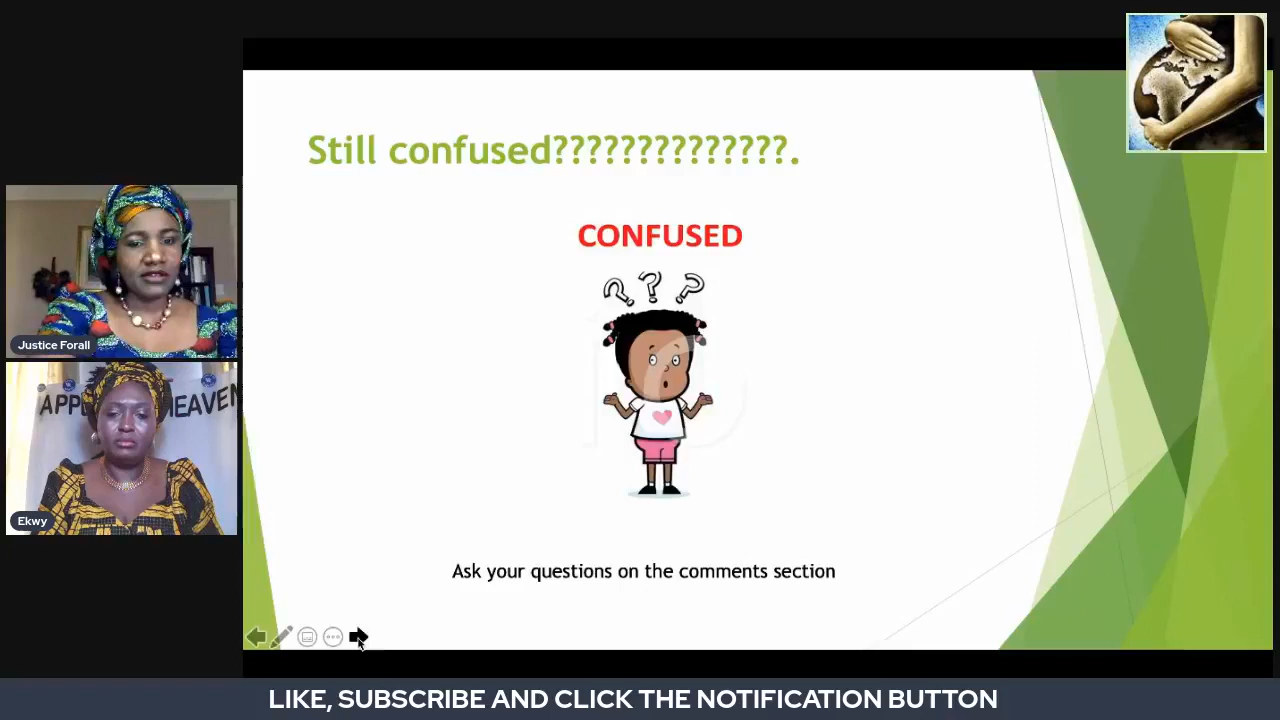 Still confused??????????????.
CONFUSED
? ? ?
Justice Forall
APP HEAVEN
Ekwy
Ask your questions on the comments section
LIKE, SUBSCRIBE AND CLICK THE NOTIFICATION BUTTON